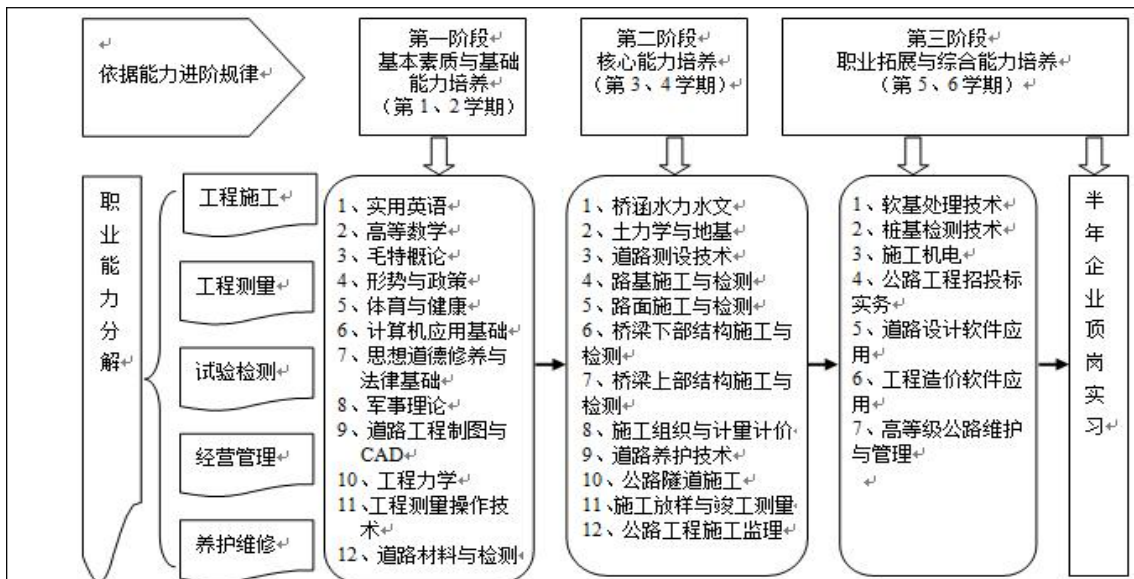 依据能力进阶规律
第一阶段
基本素质与基础
能力培养
（第1、2学期）
第二阶段
核心能力培养
（第3、4学期）
第三阶段
职业拓展与综合能力培养
（第5、6学期）
职业能力分解
工程施工
工程测量
试验检测
经营管理
养护维修
1、实用英语
2、高等数学
3、毛特概论
4、形势与政策
5、体育与健康
6、计算机应用基础
7、思想道德修养与
法律基础
8、军事理论
9、道路工程制图与
CAD
10、工程力学
11、工程测量操作技
术
12、道路材料与检测
1、桥涵水力水文
2、土力学与地基
3、道路测设技术
4、路基施工与检测
5、路面施工与检测
6、桥梁下部结构施工与
检测
7、桥梁上部结构施工与
检测
8、施工组织与计量计价
9、道路养护技术
10、公路隧道施工
11、施工放样与竣工测量
12、公路工程施工监理
1、软基处理技术
2、桩基检测技术
3、施工机电
4、公路工程招投标
实务
5、道路设计软件应
用
6、工程造价软件应
用
7、高等级公路维护
与管理
半年企业顶岗实习